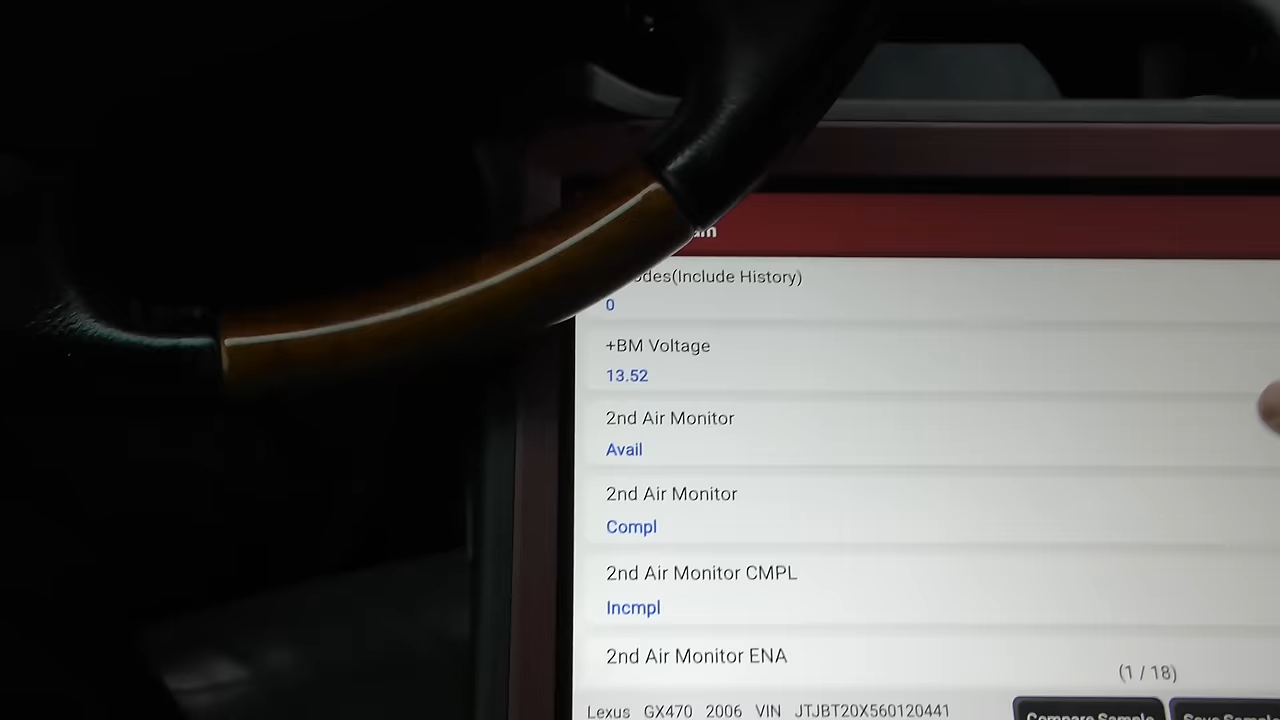 (Include History)
0
+BM Voltage
13.52
2nd Air Monitor
Avail
2nd Air Monitor
Compl
2nd Air Monitor CMPL
Incmpl
2nd Air Monitor ENA
(1 / 18)
Lexus GX470 2006 VIN JTJBT20X560120441
Compare Sample